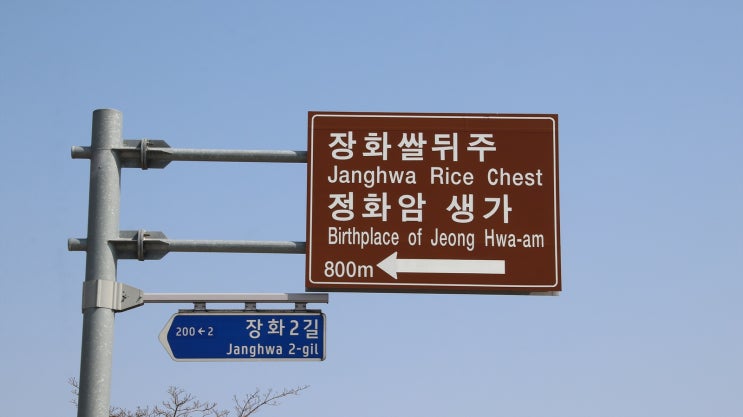 장화쌀뒤주
Janghwa Rice Chest
정화암 생가
Birthplace of Jeong Hwa-am
800m ←
200←2 장화2길
Janghwa 2-gil